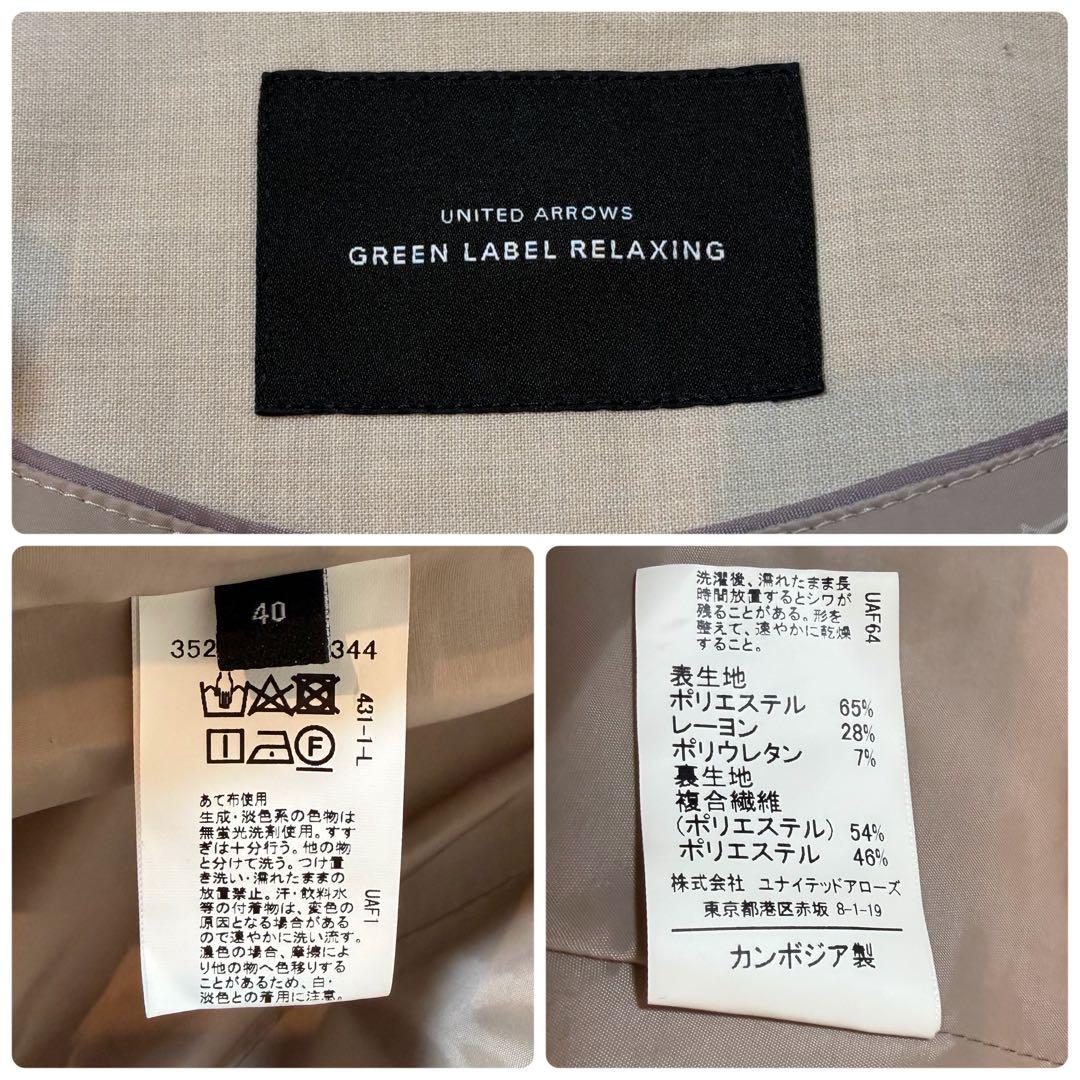 UNITED ARROWS
GREEN LABEL RELAXING
40
352
344
431-1-L
F
あて布使用
生成・淡色系の色物は
無蛍光洗剤使用。すす
ぎは十分行う。他の物
と分けて洗う。つけ置
き洗い・濡れたままの
放置禁止。汗・飲料水
等の付着物は、変色の
原因となる場合がある
ので速やかに洗い流す。
濃色の場合、摩擦によ
り他の物へ色移りする
ことがあるため、白・
淡色との着用に注意。
UAF1
洗濯後、濡れたまま長
時間放置するとシワが
残ることがある。形を
整えて、速やかに乾燥
すること。
UAF64
表生地
ポリエステル 65%
レーヨン 28%
ポリウレタン 7%
裏生地
複合繊維
(ポリエステル) 54%
ポリエステル 46%
株式会社 ユナイテッドアローズ
東京都港区赤坂 8-1-19
カンボジア製